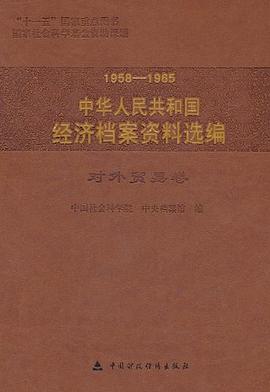 "十一五"国家重点图书
国家社会科学基金资助课题
1958—1965
中华人民共和国
经济档案资料选编
对外贸易卷
中国社会科学院 中央档案馆 编
中国财政经济出版社